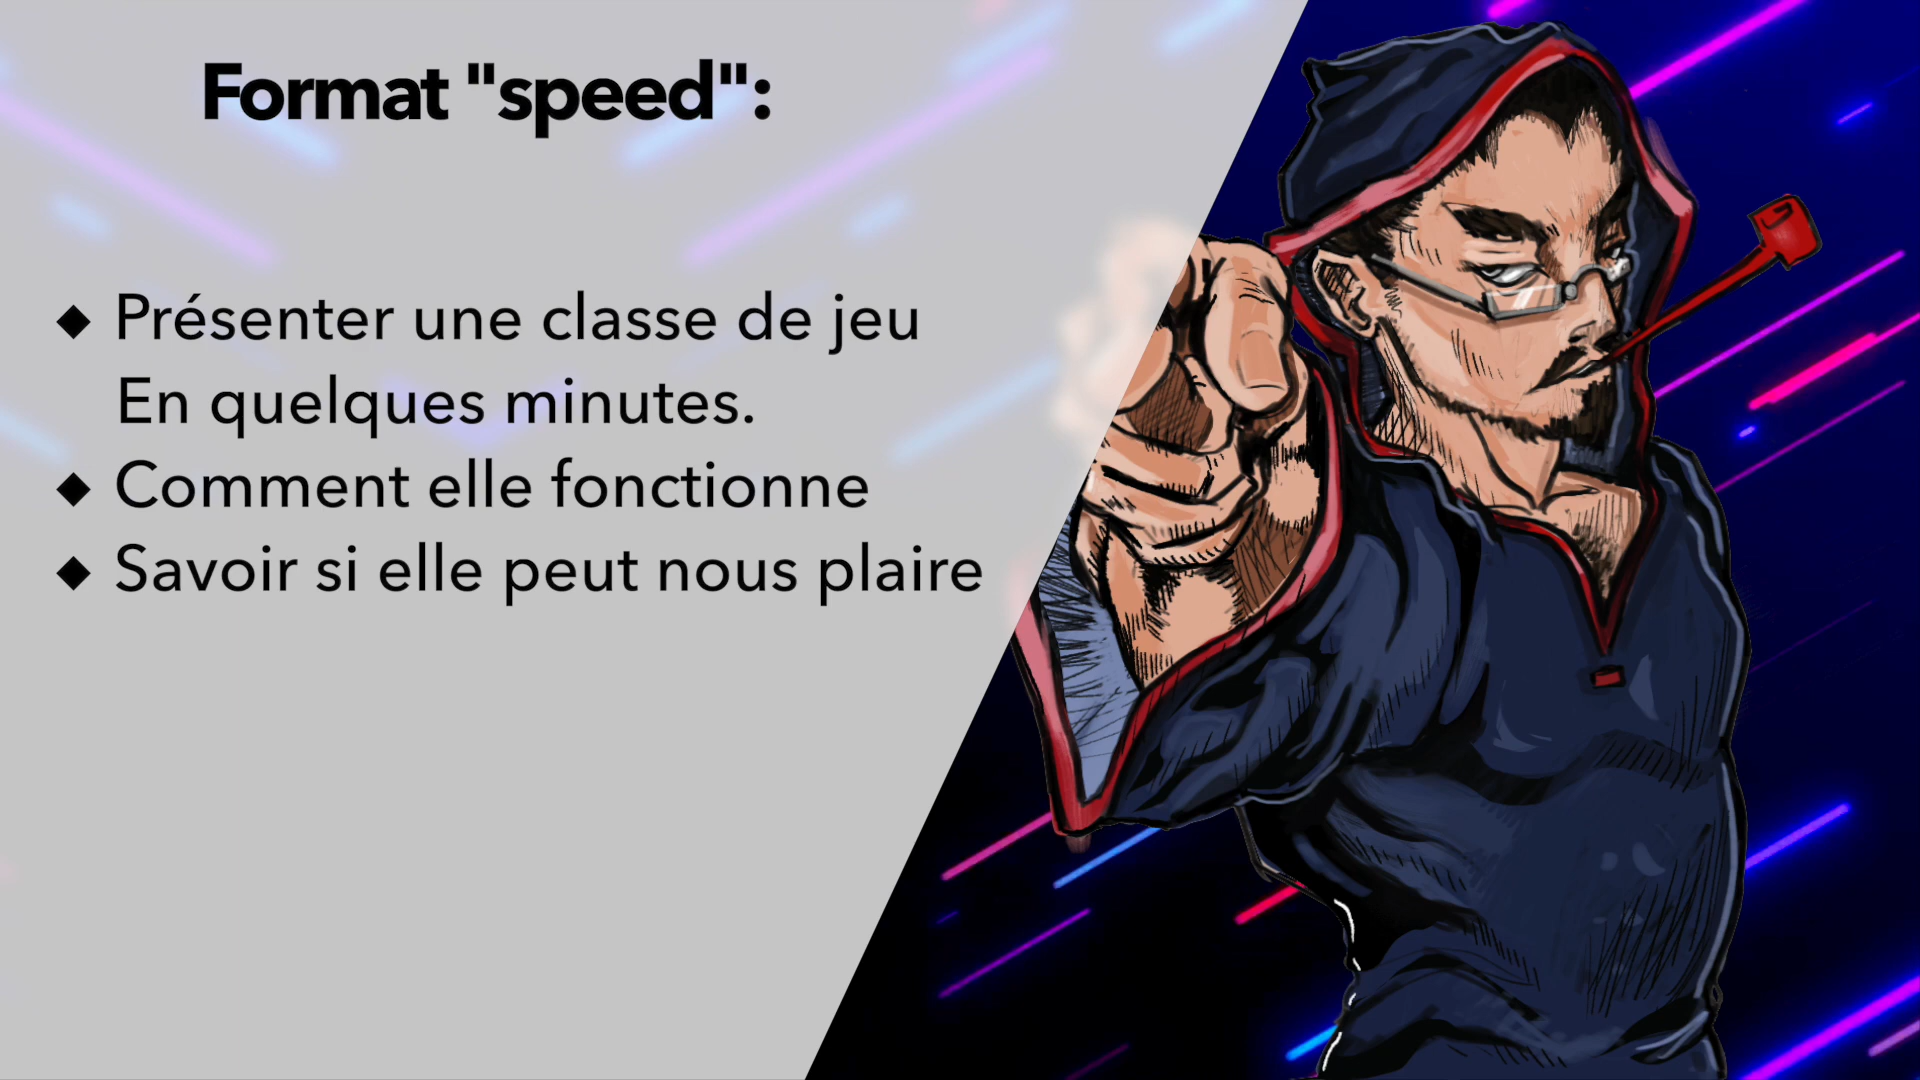 Format "speed":
◆ Présenter une classe de jeu
En quelques minutes.
◆ Comment elle fonctionne
◆ Savoir si elle peut nous plaire